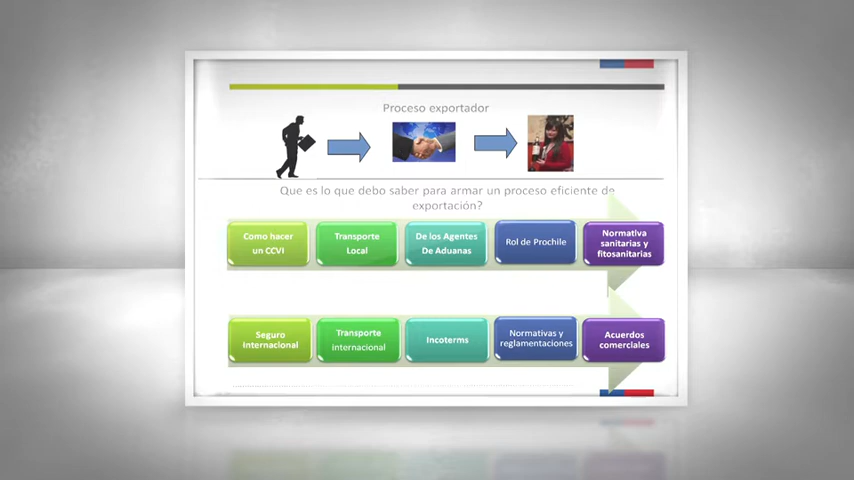 Proceso exportador
Que es lo que debo saber para armar un proceso eficiente de
exportación?
Como hacer
un CCVI
Transporte
Local
De los Agentes
De Aduanas
Rol de Prochile
Normativa
sanitarias y
fitosanitarias
Seguro
Internacional
Transporte
internacional
Incoterms
Normativas y
reglamentaciones
Acuerdos
comerciales